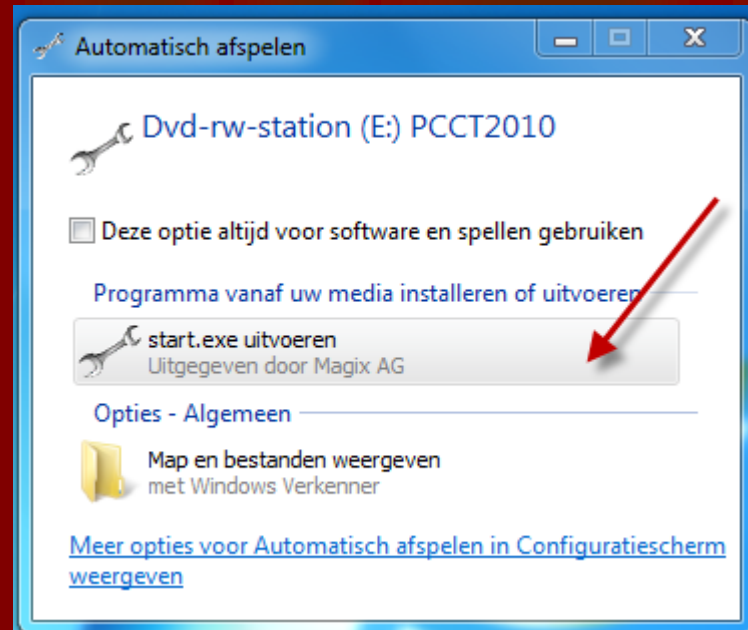 Automatisch afspelen
Dvd-rw-station (E:) PCCT2010
Deze optie altijd voor software en spellen gebruiken
Programma vanaf uw media installeren of uitvoeren
start.exe uitvoeren
Uitgegeven door Magix AG
Opties - Algemeen
Map en bestanden weergeven
met Windows Verkenner
Meer opties voor Automatisch afspelen in Configuratiescherm
weergeven